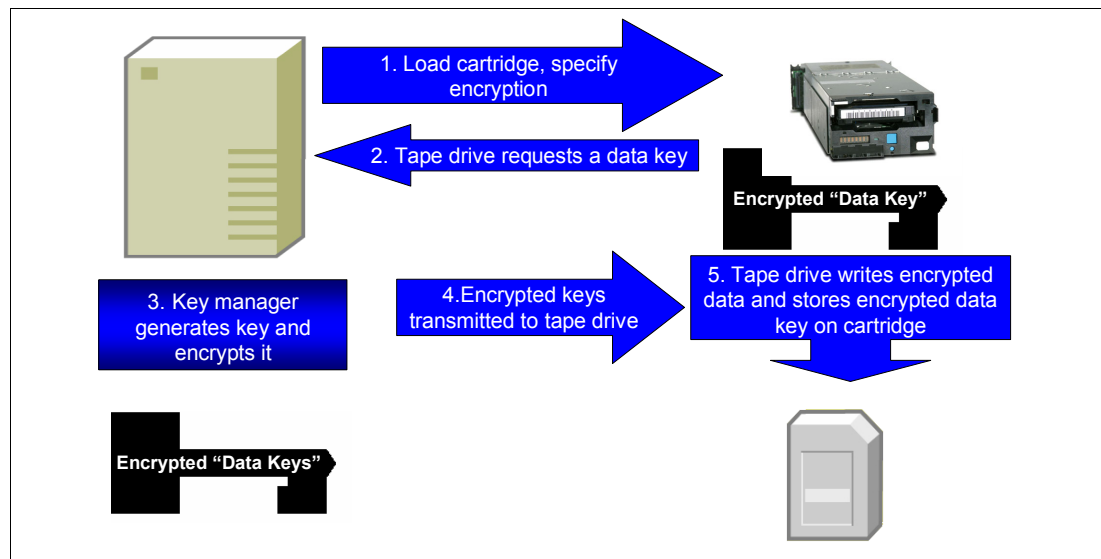 1. Load cartridge, specify
encryption
2. Tape drive requests a data key
Encrypted “Data Key”
3. Key manager
generates key and
encrypts it
4.Encrypted keys
transmitted to tape drive
5. Tape drive writes encrypted
data and stores encrypted data
key on cartridge
Encrypted “Data Keys”